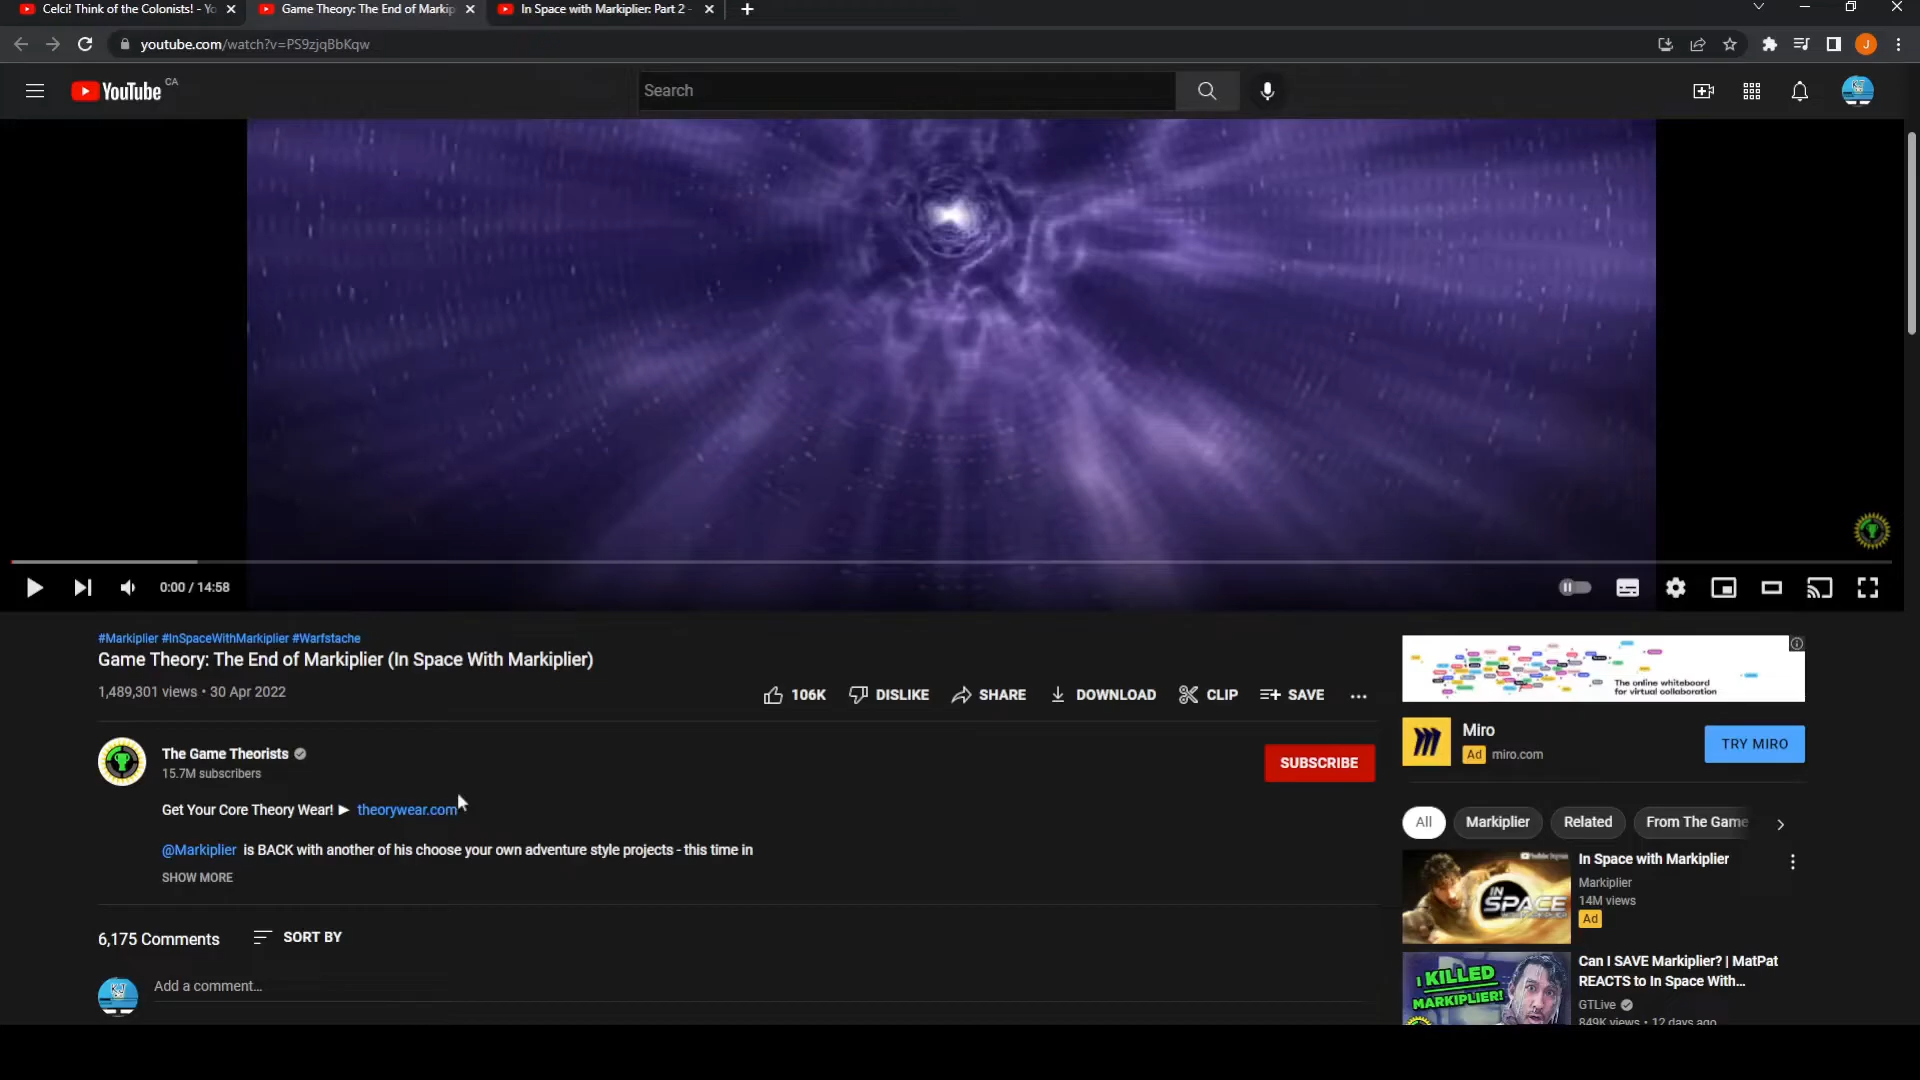 Celci! Think of the Colonists! - Yo
Game Theory: The End of Markip
In Space with Markiplier: Part 2 -
youtube.com/watch?v=PS9zjqBbKqw
J
YouTube CA
Search
0:00 / 14:58
#Markiplier #InSpaceWithMarkiplier #Warfstache
Game Theory: The End of Markiplier (In Space With Markiplier)
1,489,301 views • 30 Apr 2022
106K DISLIKE SHARE DOWNLOAD CLIP SAVE
The Game Theorists
15.7M subscribers
SUBSCRIBE
Get Your Core Theory Wear! ► theorywear.com
@Markiplier is BACK with another of his choose your own adventure style projects - this time in
SHOW MORE
6,175 Comments SORT BY
KJ
Add a comment...
The online whiteboard
for virtual collaboration
Miro
Ad miro.com
TRY MIRO
All Markiplier Related From The Game
IN SPACE
In Space with Markiplier
Markiplier
14M views
Ad
I KILLED
MARKIPLIER!
Can I SAVE Markiplier? | MatPat
REACTS to In Space With...
GTLive
849K views • 12 days ago